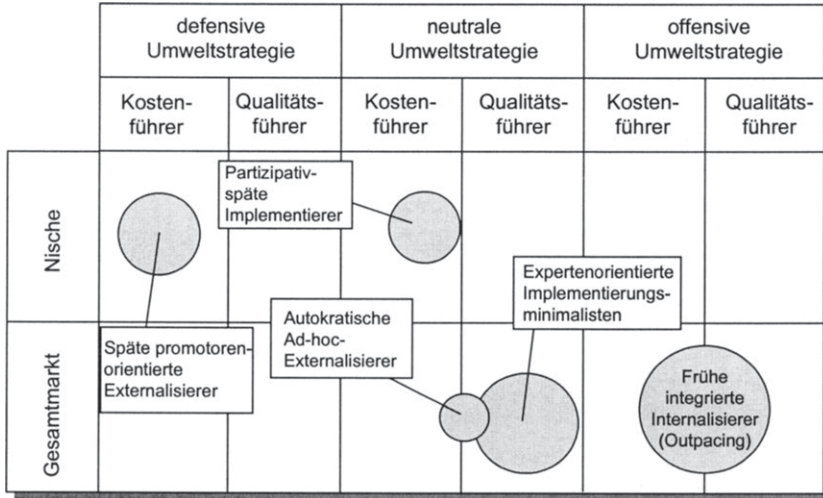 defensive
Umweltstrategie
neutrale
Umweltstrategie
offensive
Umweltstrategie
Kosten-
führer
Qualitäts-
führer
Kosten-
führer
Qualitäts-
führer
Kosten-
führer
Qualitäts-
führer
Nische
Partizipativ-
späte
Implementierer
Expertenorientierte
Implementierungs-
minimalisten
Autokratische
Ad-hoc-
Externalisierer
Gesamtmarkt
Späte promotoren-
orientierte
Externalisierer
Frühe
integrierte
Internalisierer
(Outpacing)